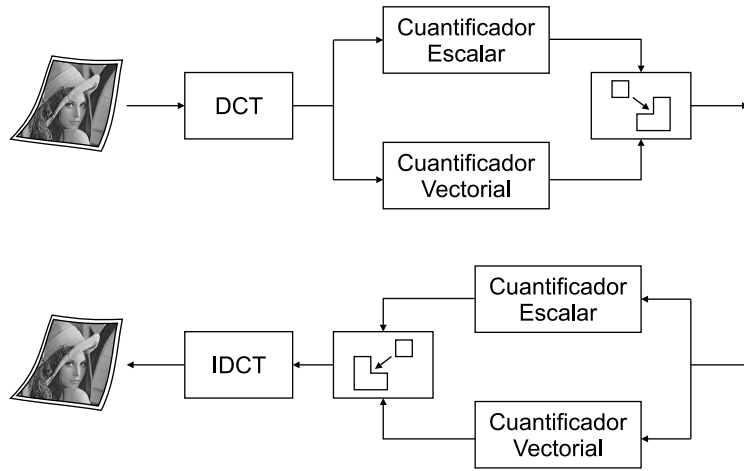 Cuantificador
Escalar
DCT
Cuantificador
Vectorial
Cuantificador
Escalar
IDCT
Cuantificador
Vectorial